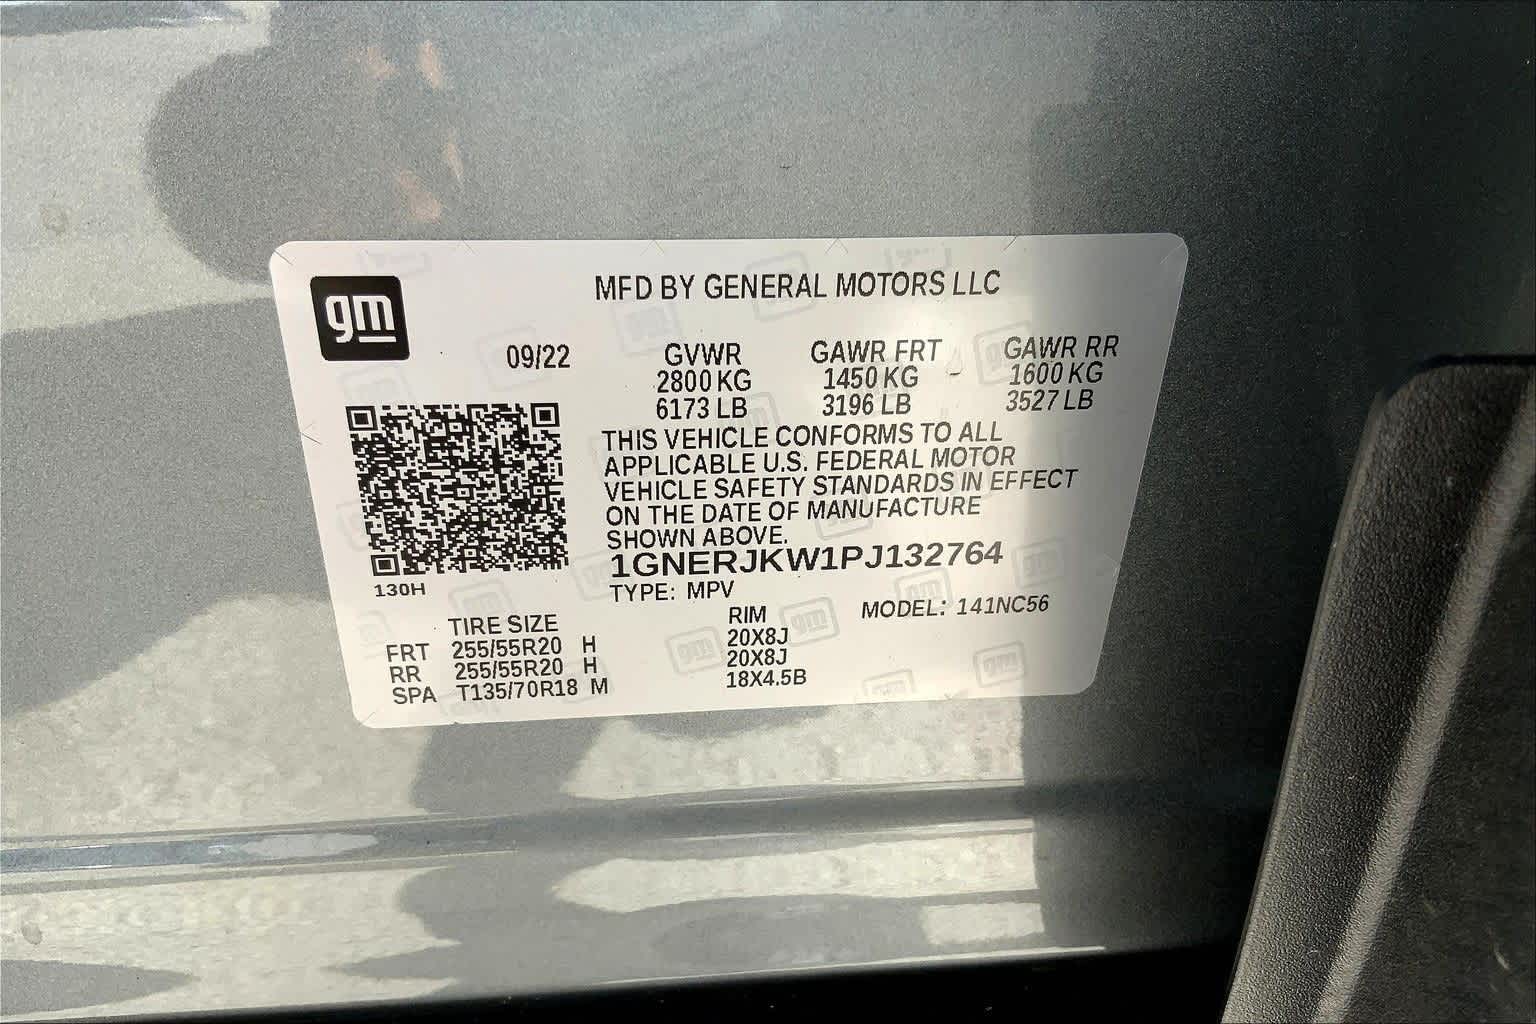 gm
MFD BY GENERAL MOTORS LLC
09/22 GVWR GAWR FRT GAWR RR
2800 KG 1450 KG 1600 KG
6173 LB 3196 LB 3527 LB
THIS VEHICLE CONFORMS TO ALL
APPLICABLE U.S. FEDERAL MOTOR
VEHICLE SAFETY STANDARDS IN EFFECT
ON THE DATE OF MANUFACTURE
SHOWN ABOVE.
1GNERJKW1PJ132764
130H
TYPE: MPV
MODEL: 141NC56
TIRE SIZE RIM
FRT 255/55R20 H 20X8J
RR 255/55R20 H 20X8J
SPA T135/70R18 M 18X4.5B